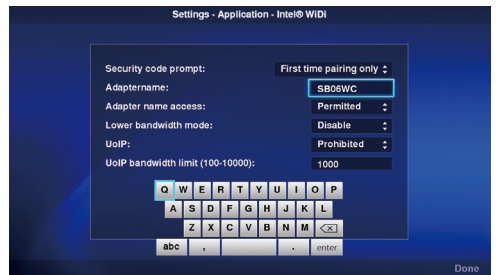 Settings - Application - Intel® WiDi
Security code prompt: First time pairing only
Adaptername: SB06WC
Adapter name access: Permitted
Lower bandwidth mode: Disable
UoIP: Prohibited
UoIP bandwidth limit (100-10000): 1000
Q W E R T Y U I O P
A S D F G H J K L
Z X C V B N M
abc , . enter
Done